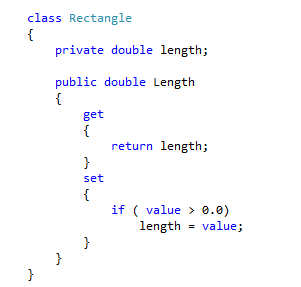 class Rectangle
{
    private double length;

    public double Length
    {
        get
        {
            return length;
        }
        set
        {
            if ( value > 0.0)
                length = value;
        }
    }
}